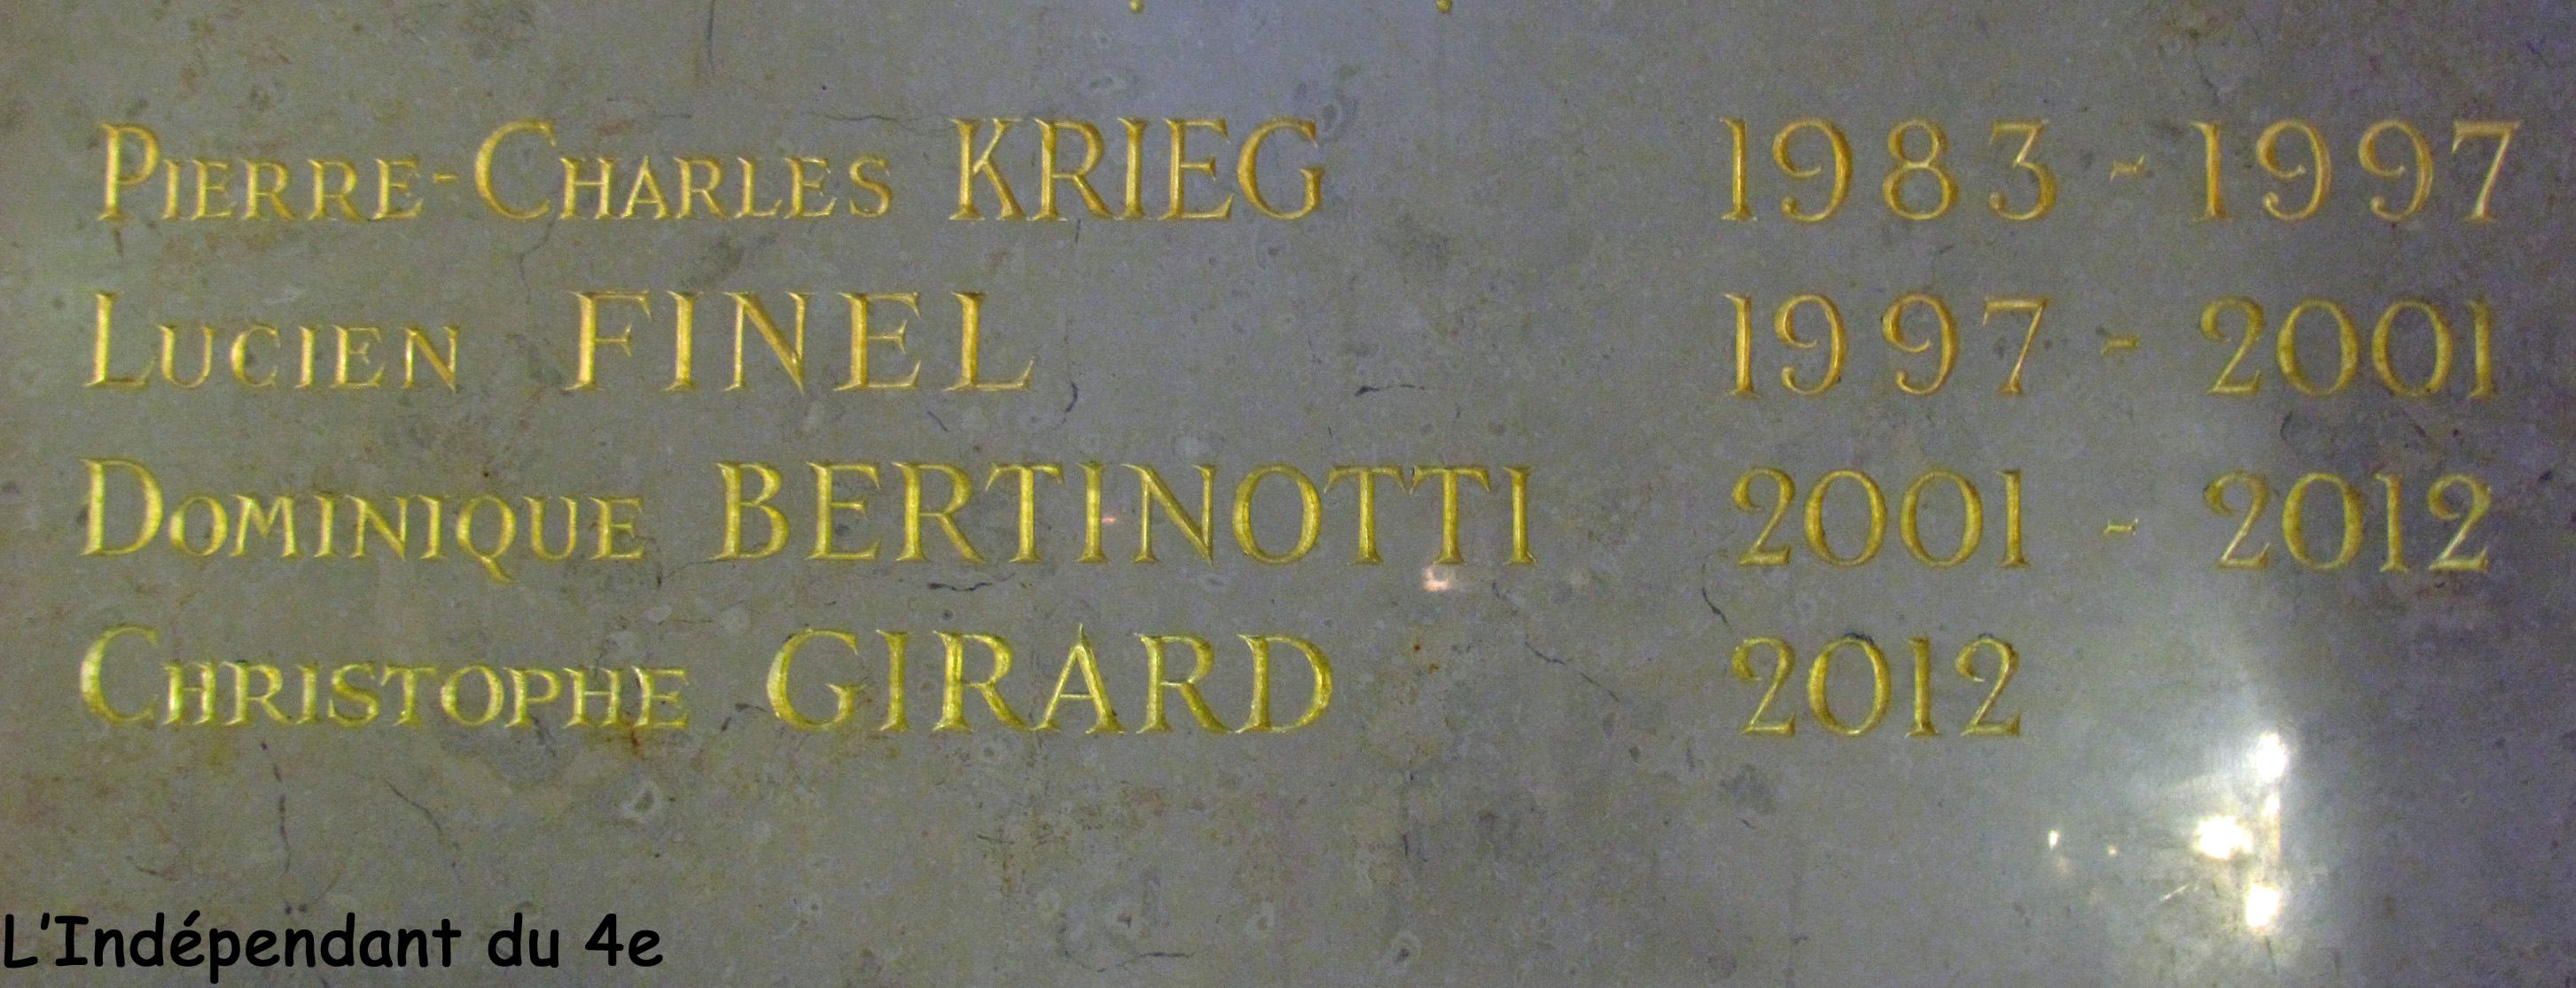 Pierre-Charles KRIEG 1983 - 1997
Lucien FINEL 1997 - 2001
Dominique BERTINOTTI 2001 - 2012
Christophe GIRARD 2012
L'Indépendant du 4e